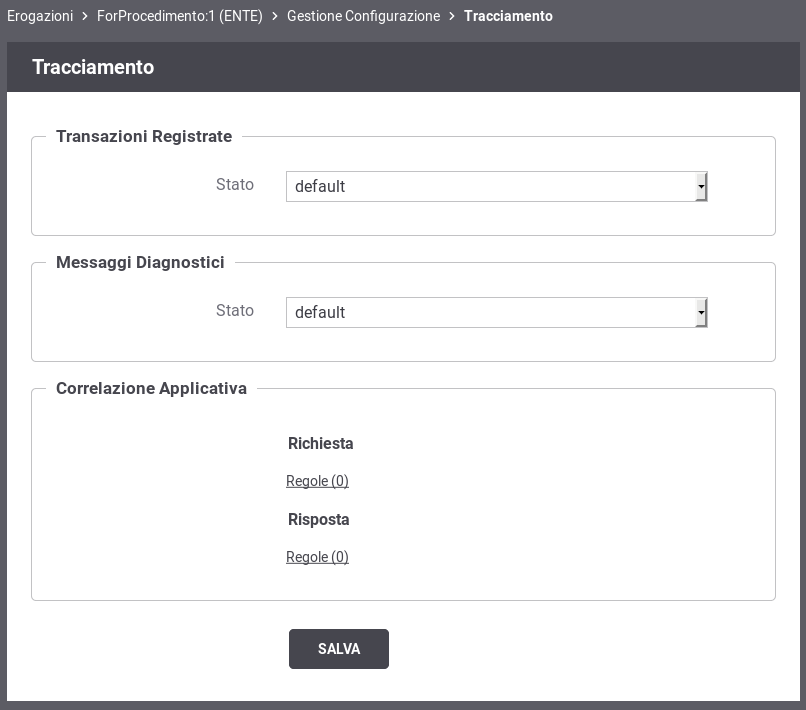 Erogazioni > ForProcedimento:1 (ENTE) > Gestione Configurazione > Tracciamento
Tracciamento
Transazioni Registrate
Stato default
Messaggi Diagnostici
Stato default
Correlazione Applicativa
Richiesta
Regole (0)
Risposta
Regole (0)
SALVA